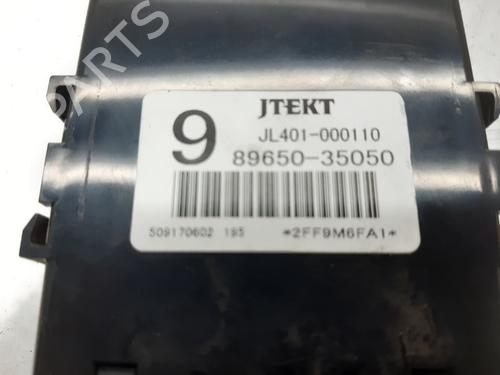 B-PARTS
9
JTEKT
JL401-000110
89650-35050
509170602 195
*2FF9M6FA1*